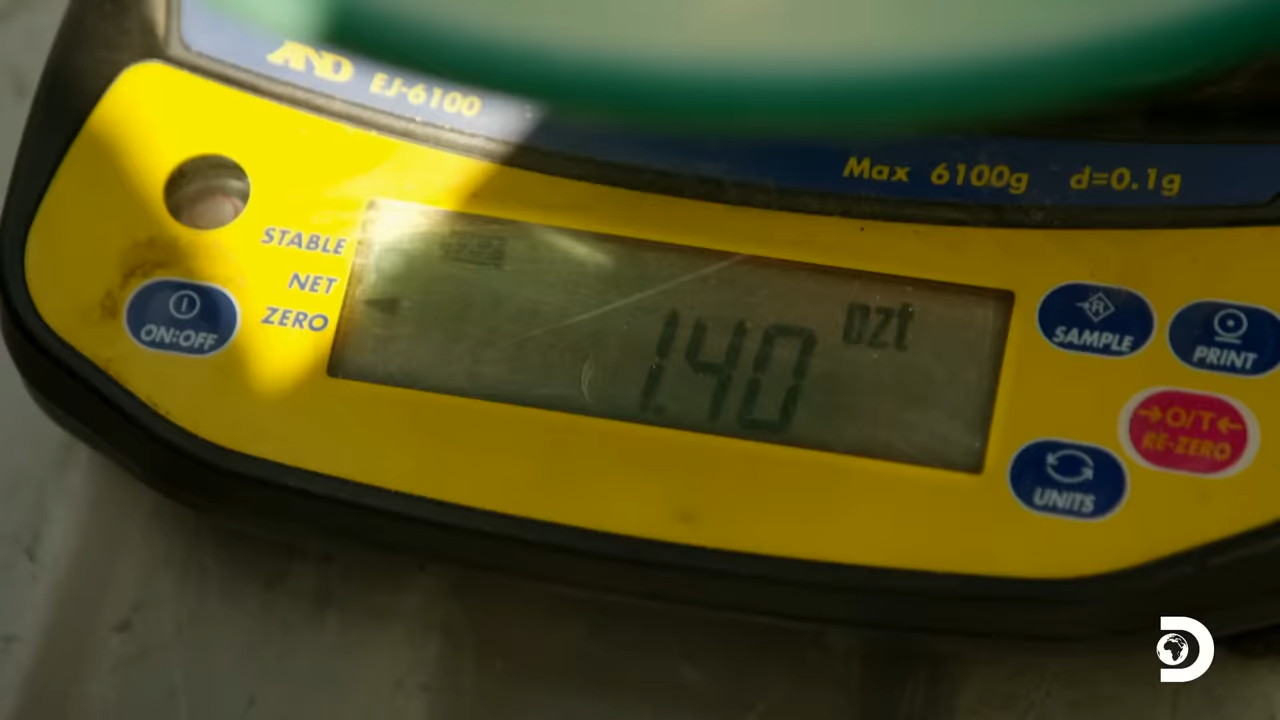 AND EJ-6100
Max 6100g d=0.1g
STABLE
NET
ZERO
ON:OFF
1.40 ozt
SAMPLE
PRINT
→O/T←
RE-ZERO
UNITS
R
D